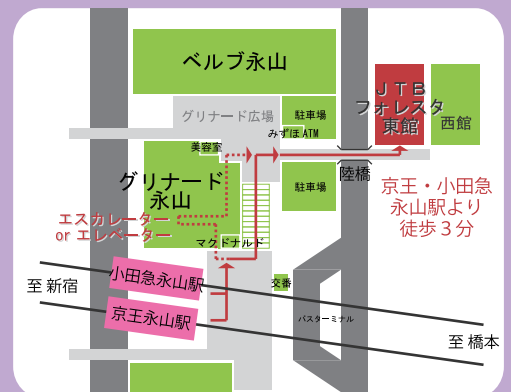 ベルブ永山
グリナード広場
駐車場
みずほ ATM
JTB
フォレスタ
東館
西館
美容室
グリナード
永山
駐車場
陸橋
京王・小田急
永山駅より
徒歩3分
エスカレーター
or エレベーター
マクドナルド
小田急永山駅
交番
至 新宿
京王永山駅
バスターミナル
至 橋本